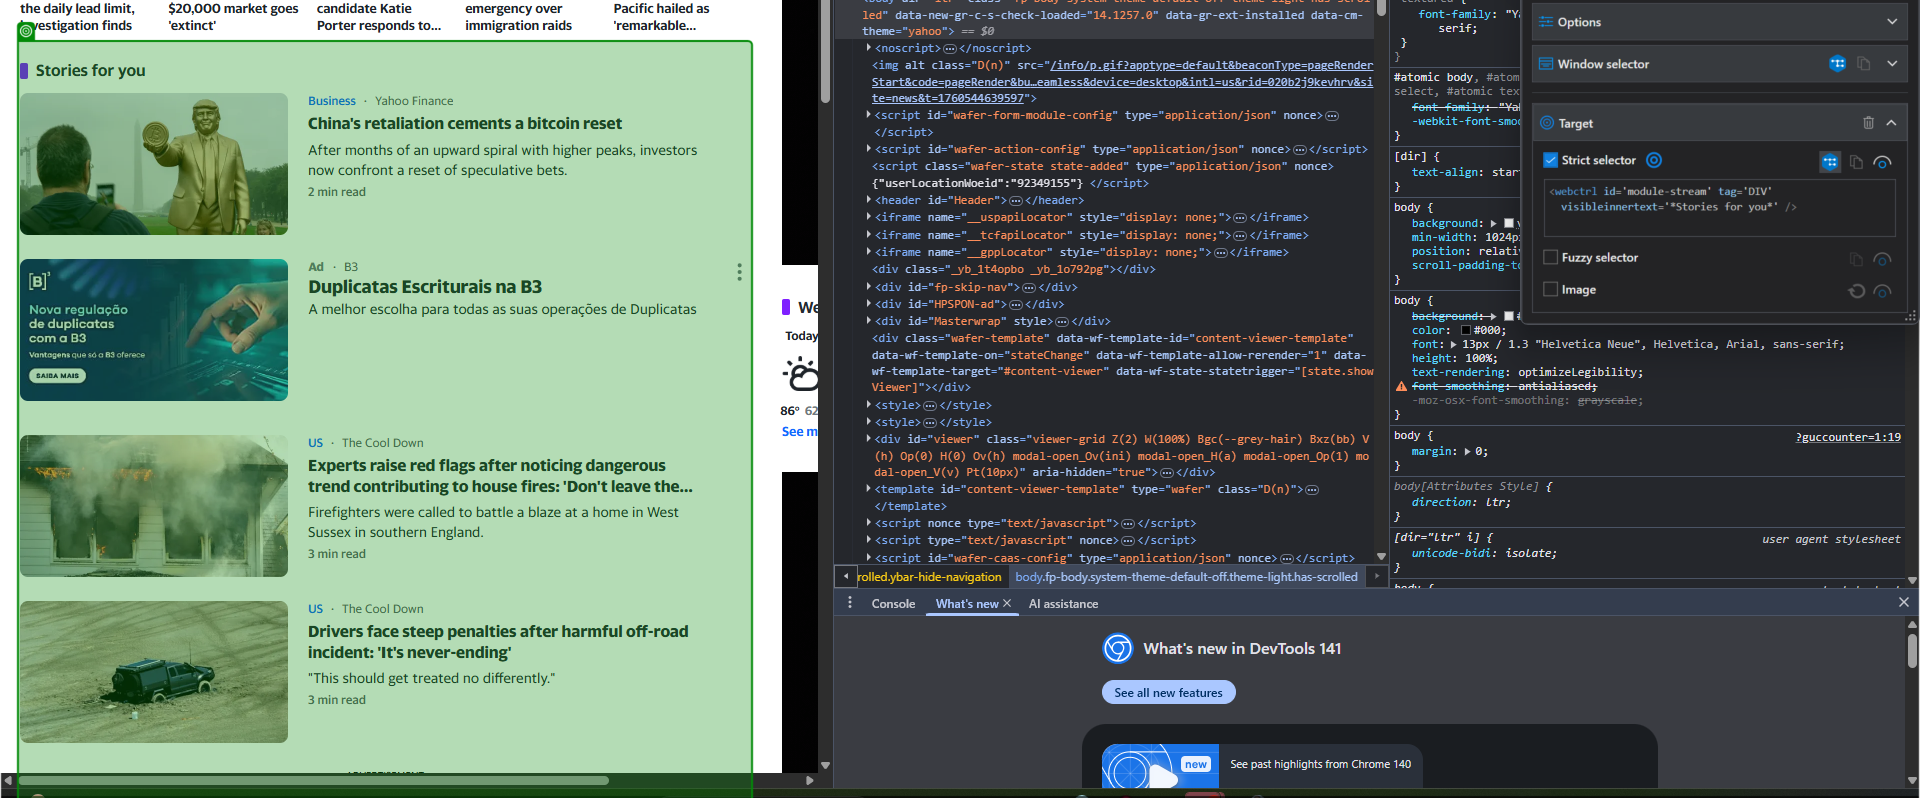 the daily lead limit,
investigation finds
$20,000 market goes
'extinct'
candidate Katie
Porter responds to...
emergency over
immigration raids
Pacific hailed as
'remarkable...
Stories for you
Business · Yahoo Finance
China's retaliation cements a bitcoin reset
After months of an upward spiral with higher peaks, investors
now confront a reset of speculative bets.
2 min read
[B]³
Nova regulação
de duplicatas
com a B3
Vantagens que só a B3 oferece
SAIBA MAIS
Ad · B3
Duplicatas Escriturais na B3
A melhor escolha para todas as suas operações de Duplicatas
US · The Cool Down
Experts raise red flags after noticing dangerous
trend contributing to house fires: 'Don't leave the...
Firefighters were called to battle a blaze at a home in West
Sussex in southern England.
3 min read
US · The Cool Down
Drivers face steep penalties after harmful off-road
incident: 'It's never-ending'
"This should get treated no differently."
3 min read
We
Today
86° 62
See m
led" data-new-gr-c-s-check-loaded="14.1257.0" data-gr-ext-installed data-cm-
theme="yahoo"> == $0
<noscript>…</noscript>
<img alt class="D(n)" src="/info/p.gif?apptype=default&beaconType=pageRender
Start&code=pageRender&bu…eamless&device=desktop&intl=us&rid=020b2j9kevhrv&si
te=news&t=1760544639597">
<script id="wafer-form-module-config" type="application/json" nonce>…
</script>
<script id="wafer-action-config" type="application/json" nonce>…</script>
<script class="wafer-state state-added" type="application/json" nonce>
{"userLocationWoeid":"92349155"} </script>
<header id="Header">…</header>
<iframe name="__uspapiLocator" style="display: none;">…</iframe>
<iframe name="__tcfapiLocator" style="display: none;">…</iframe>
<iframe name="__gppLocator" style="display: none;">…</iframe>
<div class="_yb_1t4opbo _yb_1o792pg"></div>
<div id="fp-skip-nav">…</div>
<div id="HPSPON-ad">…</div>
<div id="Masterwrap" style>…</div>
<div class="wafer-template" data-wf-template-id="content-viewer-template"
data-wf-template-on="stateChange" data-wf-template-allow-rerender="1" data-
wf-template-target="#content-viewer" data-wf-state-statetrigger="[state.show
Viewer]"></div>
<style>…</style>
<style>…</style>
<div id="viewer" class="viewer-grid Z(2) W(100%) Bgc(--grey-hair) Bxz(bb) V
(h) Op(0) H(0) Ov(h) modal-open_Ov(ini) modal-open_H(a) modal-open_Op(1) mo
dal-open_V(v) Pt(10px)" aria-hidden="true">…</div>
<template id="content-viewer-template" type="wafer" class="D(n)">…
</template>
<script nonce type="text/javascript">…</script>
<script type="text/javascript" nonce>…</script>
<script id="wafer-caas-config" type="application/json" nonce>…</script>
rolled.ybar-hide-navigation body.fp-body.system-theme-default-off.theme-light.has-scrolled
font-family: "Y
serif;
}
}
#atomic body, #atom
select, #atomic tex
font-family: "Ya
-webkit-font-smo
}
[dir] {
text-align: star
}
body {
background: y
min-width: 1024p
position: relati
scroll-padding-to
}
body {
background: #
color: #000;
font: 13px / 1.3 "Helvetica Neue", Helvetica, Arial, sans-serif;
height: 100%;
text-rendering: optimizeLegibility;
font-smoothing: antialiased;
-moz-osx-font-smoothing: grayscale;
}
body { ?guccounter=1:19
margin: 0;
}
body[Attributes Style] {
direction: ltr;
}
[dir="ltr" i] { user agent stylesheet
unicode-bidi: isolate;
}
Options
Window selector
Target
Strict selector
<webctrl id='module-stream' tag='DIV'
visibleinnertext='*Stories for you*' />
Fuzzy selector
Image
Console What's new AI assistance
What's new in DevTools 141
See all new features
new
See past highlights from Chrome 140